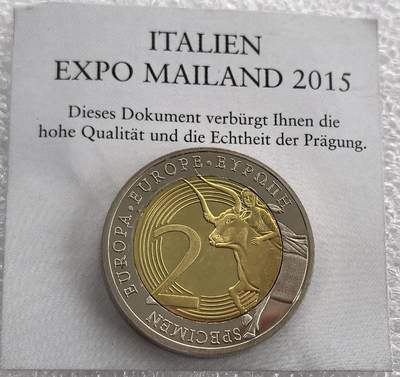 ITALIEN
EXPO MAILAND 2015
Dieses Dokument verbürgt Ihnen die
hohe Qualität und die Echtheit der Prägung.
EUROPA · EUROPE · ΕΥΡΩΠΗ
2
SPECIMEN